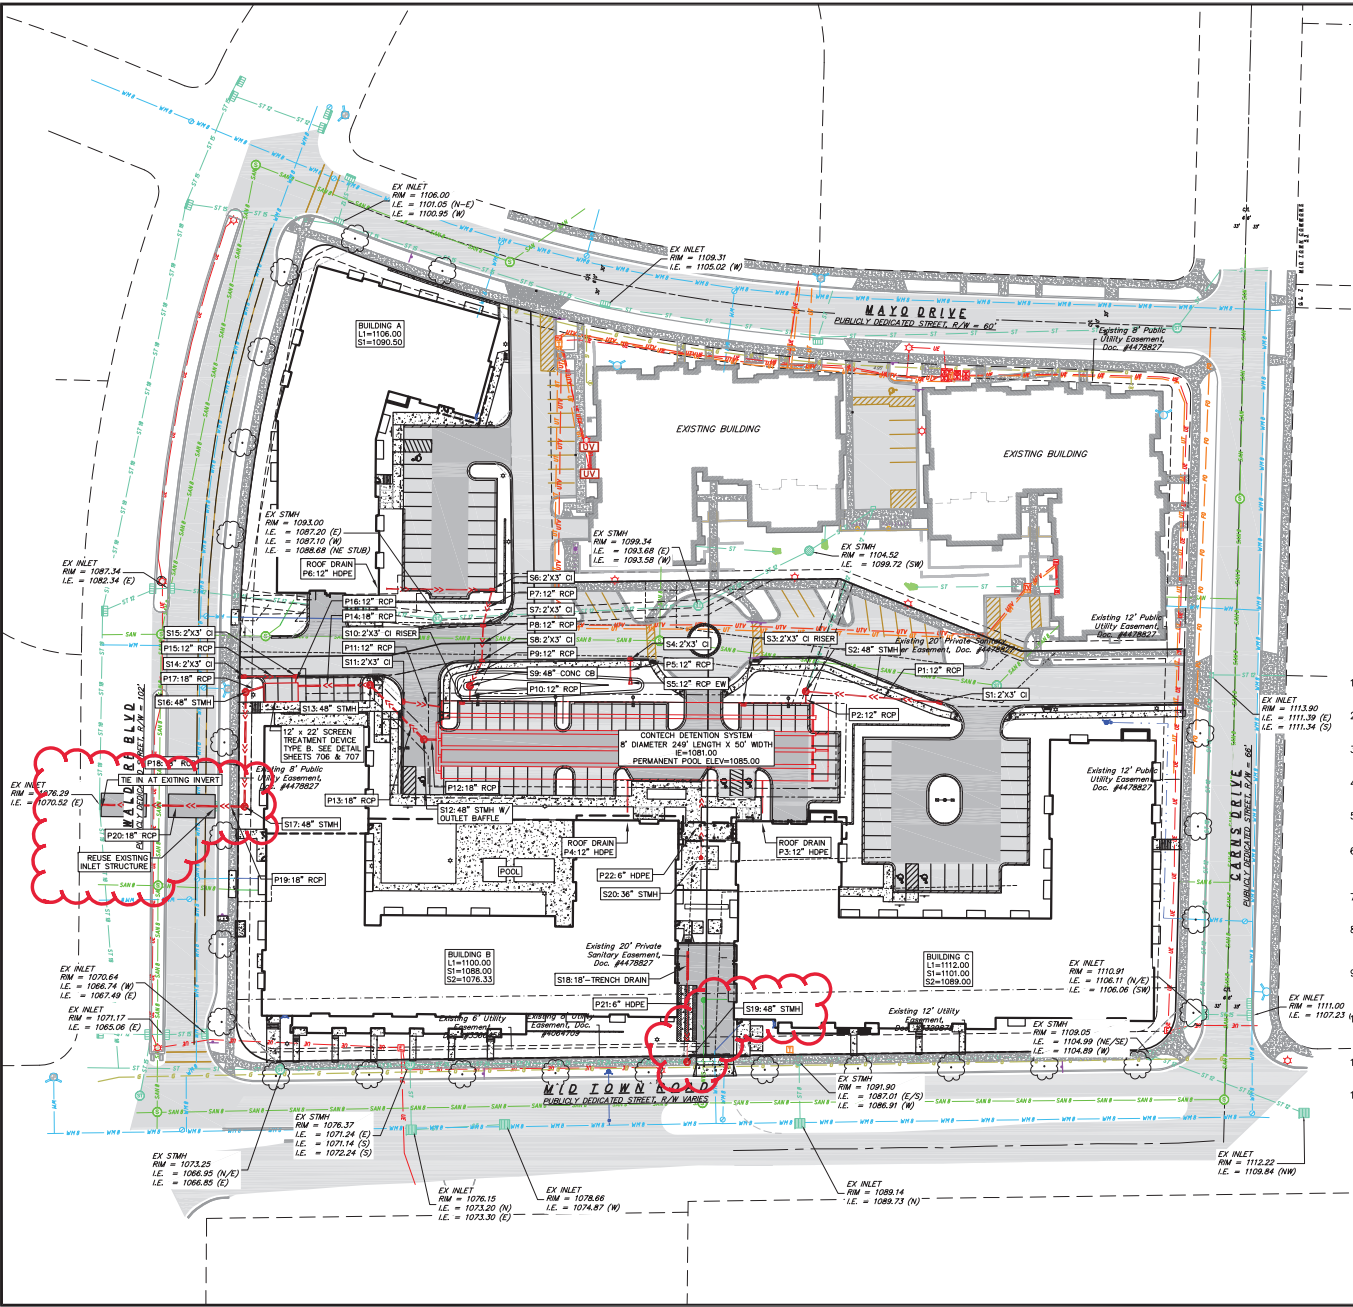 EX INLET
RIM = 1106.00
I.E. = 1101.05 (N-E)
I.E. = 1100.95 (W)
EX INLET
RIM = 1109.31
I.E. = 1105.02 (W)
MAYO DRIVE
PUBLICLY DEDICATED STREET, R/W = 60'
Existing 8' Public
Utility Easement,
Doc. #4478827
BUILDING A
L1=1106.00
S1=1090.50
EXISTING BUILDING
EXISTING BUILDING
UV
UV
EX STMH
RIM = 1093.00
I.E. = 1087.20 (E)
I.E. = 1087.10 (W)
I.E. = 1088.68 (NE STUB)
EX STMH
RIM = 1099.34
I.E. = 1093.68 (E)
I.E. = 1093.58 (W)
EX STMH
RIM = 1104.52
I.E. = 1099.72 (SW)
EX INLET
RIM = 1087.34
I.E. = 1082.34 (E)
ROOF DRAIN
P6:12" HDPE
S6:2'X3' CI
P7:12" RCP
S7:2'X3' CI
P8:12" RCP
S8:2'X3' CI
P9:12" RCP
S9:48" CONC CB
P10:12" RCP
P16:12" RCP
P14:18" RCP
S10:2'X3' CI RISER
P11:12" RCP
S11:2'X3' CI
S15:2'X3' CI
P15:12" RCP
S14:2'X3' CI
P17:18" RCP
S16:48" STMH
S13:48" STMH
S4:2'X3' CI
P5:12" RCP
S5:12" RCP EW
S3:2'X3' CI RISER
S2:48" STMH
Existing 20' Private Sanitary
er Easement, Doc. #4478827
P1:12" RCP
S1:2'X3' CI
P2:12" RCP
Existing 12' Public
Utility Easement,
Doc. #4478827
EX INLET
RIM = 1113.90
I.E. = 1111.39 (E)
I.E. = 1111.34 (S)
12' x 22' SCREEN
TREATMENT DEVICE
TYPE B. SEE DETAIL
SHEETS 706 & 707
CONTECH DETENTION SYSTEM
8' DIAMETER 249' LENGTH X 50' WIDTH
IE=1081.00
PERMANENT POOL ELEV=1085.00
WALDORF BLVD
R/W = 102'
P18:18" RCP
TIE IN AT EXITING INVERT
Existing 8' Public
Utility Easement,
Doc. #4478827
Existing 12' Public
Utility Easement,
Doc. #4478827
I.E. = 1070.52 (E)
P13:18" RCP
P12:18" RCP
S12:48" STMH W/
OUTLET BAFFLE
S17:48" STMH
P20:18" RCP
REUSE EXISTING
INLET STRUCTURE
P19:18" RCP
CARNS DRIVE
PUBLICLY DEDICATED STREET, R/W = 66'
ROOF DRAIN
P4:12" HDPE
ROOF DRAIN
P3:12" HDPE
POOL
P22:6" HDPE
S20:36" STMH
BUILDING B
L1=1100.00
S1=1088.00
S2=1076.33
Existing 20' Private
Sanitary Easement,
Doc. #4478827
S18:18'-TRENCH DRAIN
P21:6" HDPE
S19:48" STMH
BUILDING C
L1=1112.00
S1=1101.00
S2=1089.00
EX INLET
RIM = 1110.91
I.E. = 1106.11 (N/E)
I.E. = 1106.06 (SW)
EX INLET
RIM = 1111.00
I.E. = 1107.23
EX INLET
RIM = 1070.64
I.E. = 1066.74 (W)
I.E. = 1067.49 (E)
EX INLET
RIM = 1071.17
I.E. = 1065.06 (E)
Existing 6' Utility
Easement
Existing 8' Utility
Easement, Doc.
Existing 12' Utility
EX STMH
RIM = 1109.05
I.E. = 1104.99 (NE/SE)
I.E. = 1104.89 (W)
MID TOWN ROAD
PUBLICLY DEDICATED STREET, R/W VARIES
EX STMH
RIM = 1091.90
I.E. = 1087.01 (E/S)
I.E. = 1086.91 (W)
EX STMH
RIM = 1076.37
I.E. = 1071.24 (E)
I.E. = 1071.14 (S)
I.E. = 1072.24 (S)
EX STMH
RIM = 1073.25
I.E. = 1066.95 (N/E)
I.E. = 1066.85 (E)
EX INLET
RIM = 1076.15
I.E. = 1073.20 (N)
I.E. = 1073.30 (E)
EX INLET
RIM = 1078.66
I.E. = 1074.87 (W)
EX INLET
RIM = 1089.14
I.E. = 1089.73 (N)
EX INLET
RIM = 1112.22
I.E. = 1109.84 (NW)